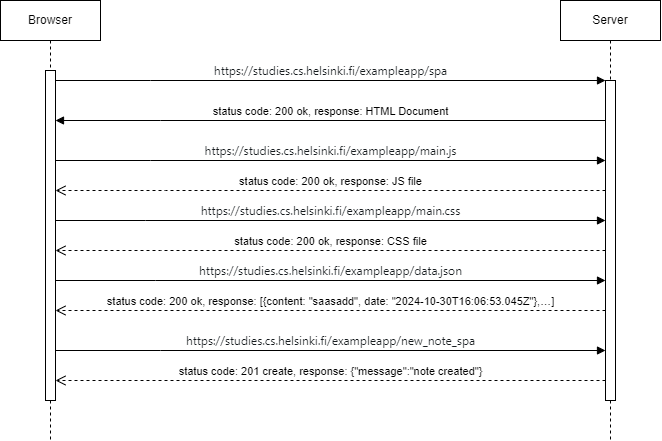 Browser
Server
https://studies.cs.helsinki.fi/exampleapp/spa
status code: 200 ok, response: HTML Document
https://studies.cs.helsinki.fi/exampleapp/main.js
status code: 200 ok, response: JS file
https://studies.cs.helsinki.fi/exampleapp/main.css
status code: 200 ok, response: CSS file
https://studies.cs.helsinki.fi/exampleapp/data.json
status code: 200 ok, response: [{content: "saasadd", date: "2024-10-30T16:06:53.045Z"},…]
https://studies.cs.helsinki.fi/exampleapp/new_note_spa
status code: 201 create, response: {"message":"note created"}